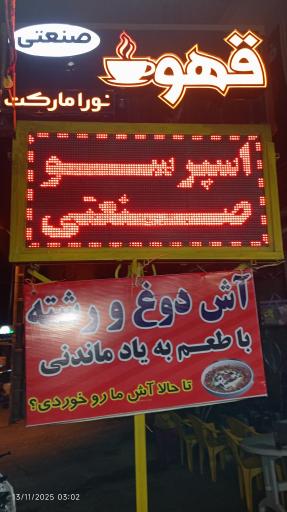 صنعتی
قهوه
نورا مارکت
اسپرسو
صنعتی
آش دوغ و رشته
با طعم به یاد ماندنی
تا حالا آش ما رو خوردی؟
13/11/2025 03:02